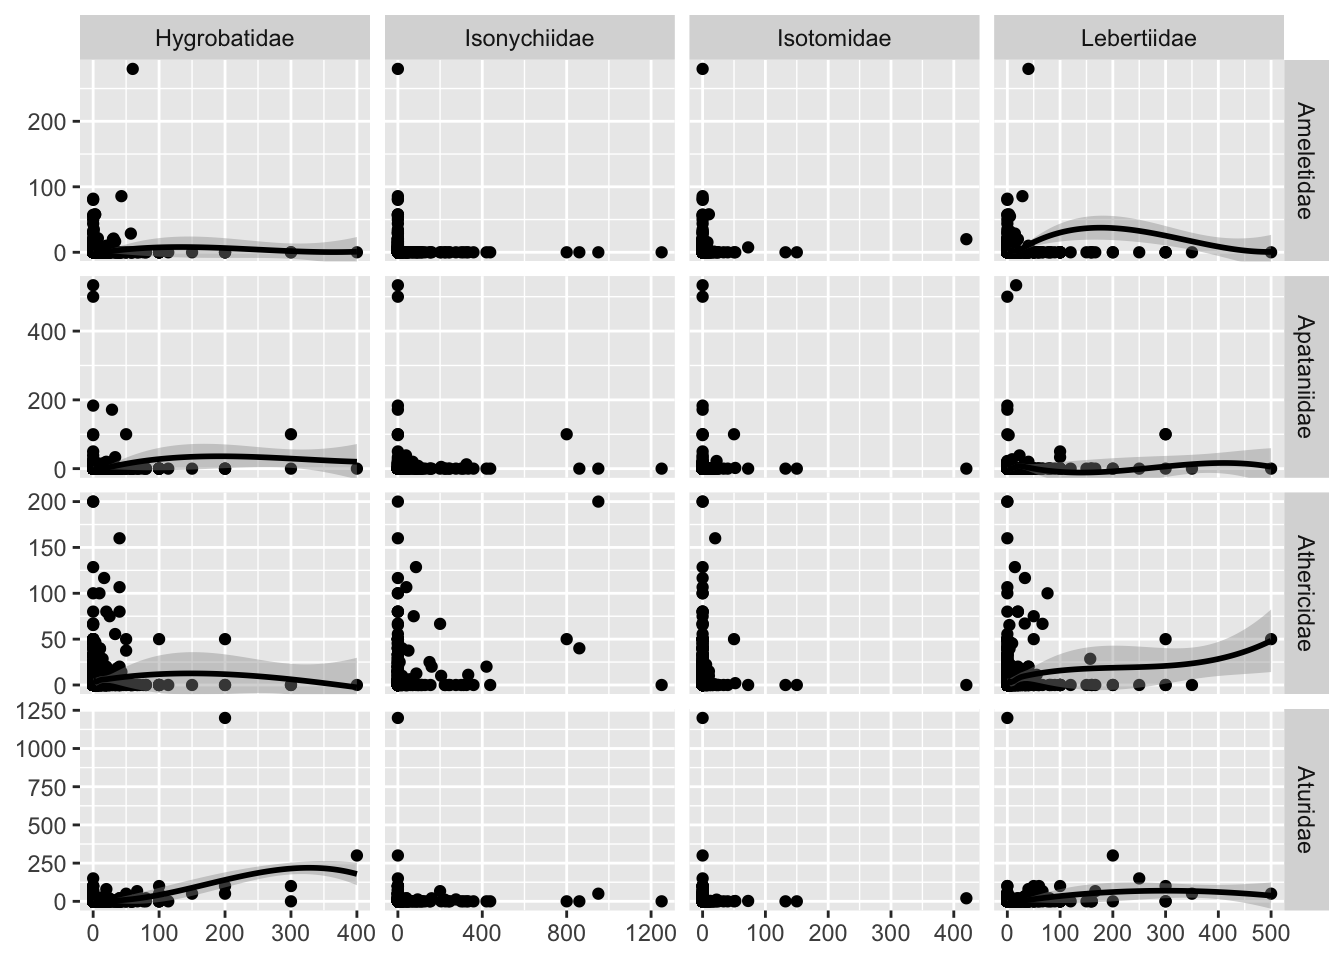 Hygrobatidae Isonychiidae Isotomidae Lebertiidae
200
100
0
Ameletidae
400
200
0
Apataniidae
200
150
100
50
0
Athericidae
1250
1000
750
500
250
0
Aturidae
0 100 200 300 400 0 400 800 1200 0 100 200 300 400 0 100 200 300 400 500